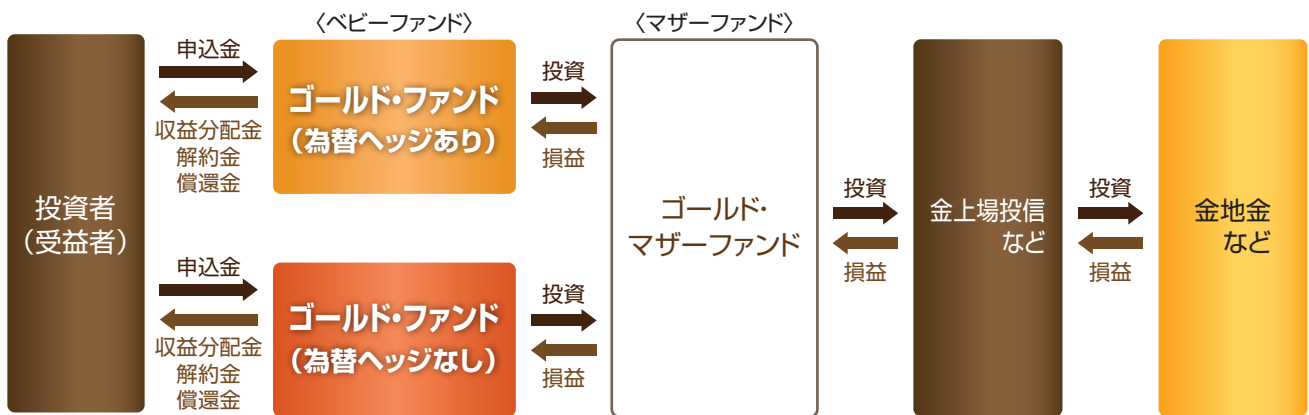 〈ベビーファンド〉
〈マザーファンド〉
投資者
（受益者）
申込金
収益分配金
解約金
償還金
ゴールド・ファンド
（為替ヘッジあり）
投資
損益
申込金
収益分配金
解約金
償還金
ゴールド・ファンド
（為替ヘッジなし）
投資
損益
ゴールド・
マザーファンド
投資
損益
金上場投信
など
投資
損益
金地金
など